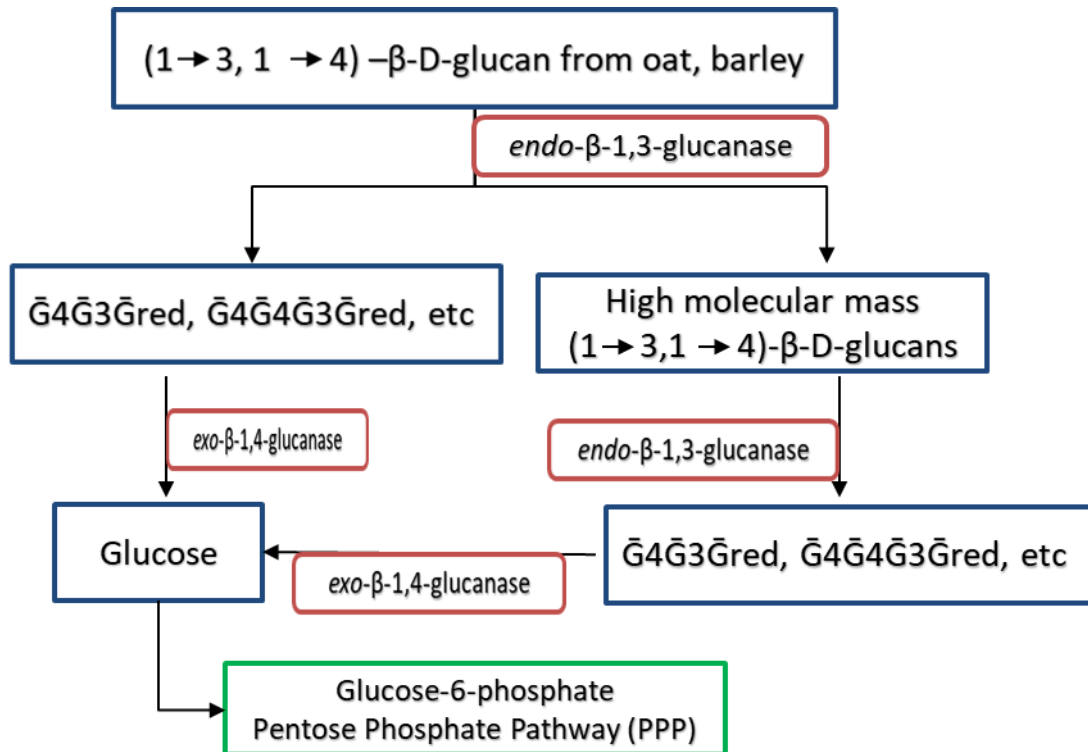 (1→3, 1 →4) –β-D-glucan from oat, barley
endo-β-1,3-glucanase
Ḡ4Ḡ3Ḡred, Ḡ4Ḡ4Ḡ3Ḡred, etc
High molecular mass
(1→3,1 →4)-β-D-glucans
exo-β-1,4-glucanase
endo-β-1,3-glucanase
Glucose
exo-β-1,4-glucanase
Ḡ4Ḡ3Ḡred, Ḡ4Ḡ4Ḡ3Ḡred, etc
Glucose-6-phosphate
Pentose Phosphate Pathway (PPP)